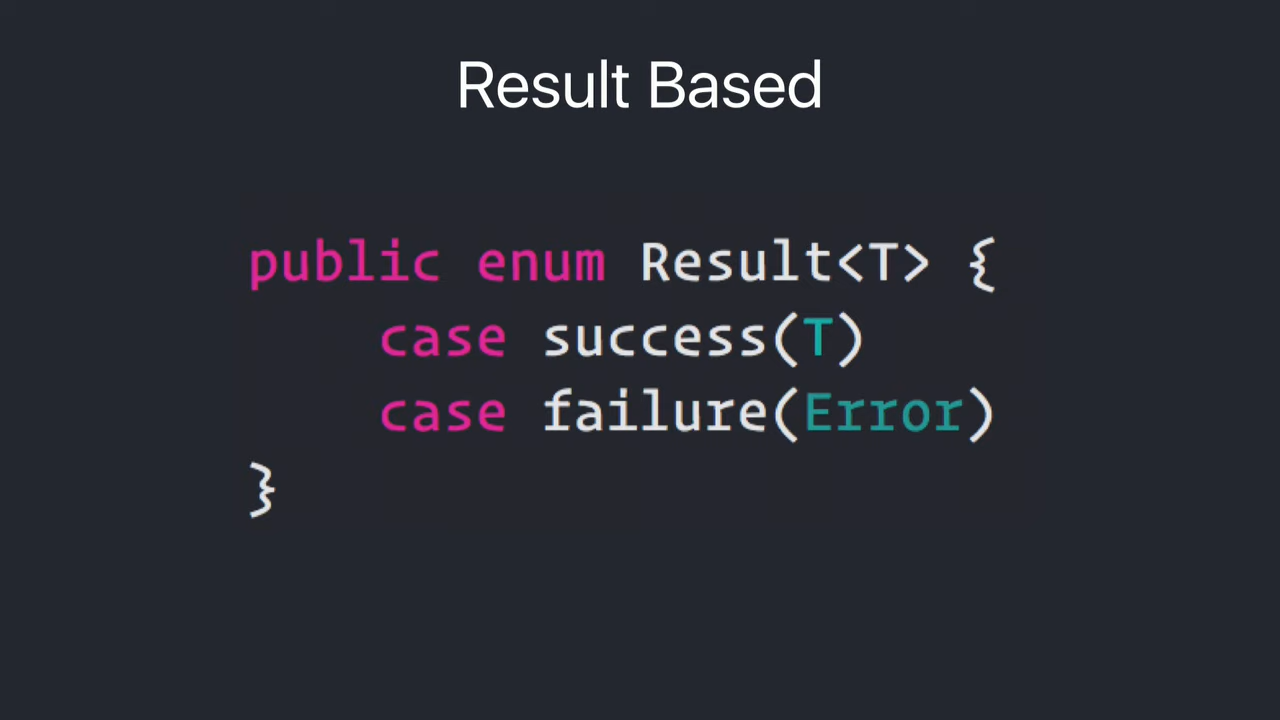 Result Based
public enum Result<T> {
    case success(T)
    case failure(Error)
}